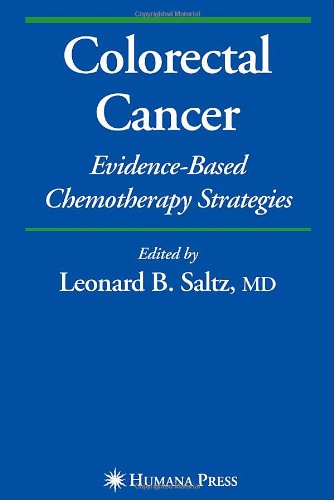 Colorectal
Cancer
Evidence-Based
Chemotherapy Strategies
Edited by
Leonard B. Saltz, MD
HUMANA PRESS